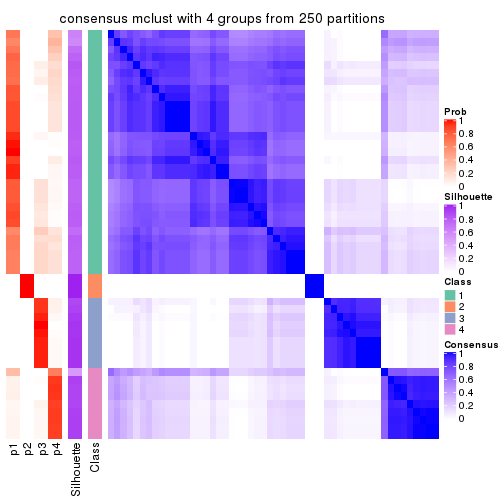 consensus mclust with 4 groups from 250 partitions
p1
p2
p3
p4
Silhouette
Class
Prob
1
0.8
0.6
0.4
0.2
0
Silhouette
1
0.8
0.6
0.4
0.2
0
Class
1
2
3
4
Consensus
1
0.8
0.6
0.4
0.2
0